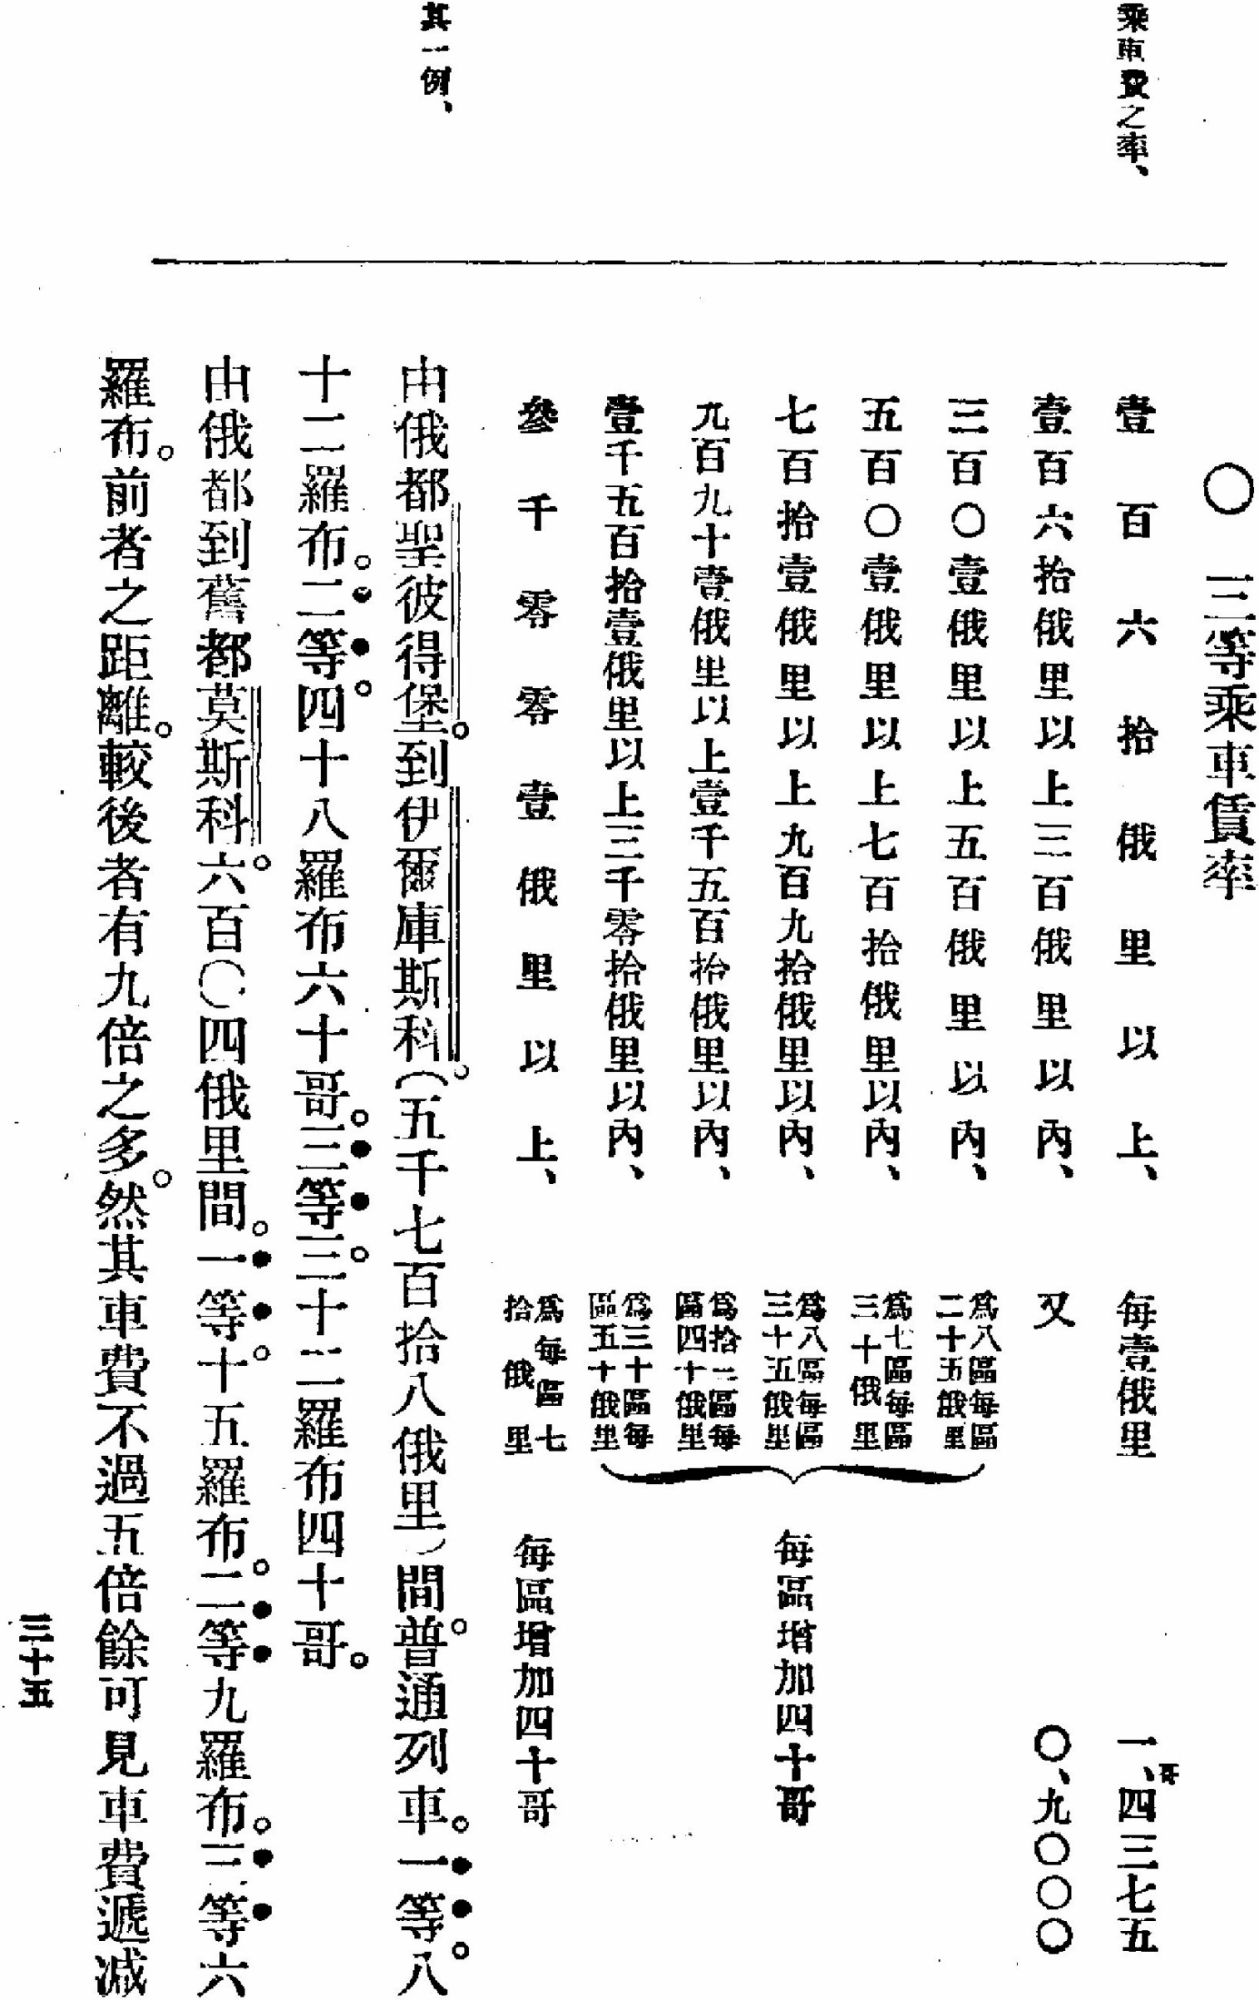 乘車費之率、
其一例、
〇 三等乘車賃率
壹百六拾俄里以上、 每壹俄里 一、四三七五哥
壹百六拾俄里以上三百俄里以內、 又 〇、九〇〇〇
三百〇壹俄里以上五百俄里以內、 爲八區每區二十五俄里
五百〇壹俄里以上七百拾俄里以內、 爲七區每區三十俄里
七百拾壹俄里以上九百九拾俄里以內、 爲八區每區三十五俄里 每區增加四十哥
九百九十壹俄里以上壹千五百拾俄里以內、 爲拾二區每區四十俄里
壹千五百拾壹俄里以上三千零拾俄里以內、 爲三十區每區五十俄里
參千零零壹俄里以上、 爲每區七拾俄里 每區增加四十哥
由俄都聖彼得堡。到伊爾庫斯科。(五千七百拾八俄里)間。普通列車。一等。八
十二羅布。二等。四十八羅布六十哥。三等。三十二羅布四十哥。
由俄都到舊都莫斯科。六百〇四俄里間。一等。十五羅布。二等九羅布。三等六
羅布。前者之距離。較後者有九倍之多。然其車費不過五倍餘可見車費遞減
三十五